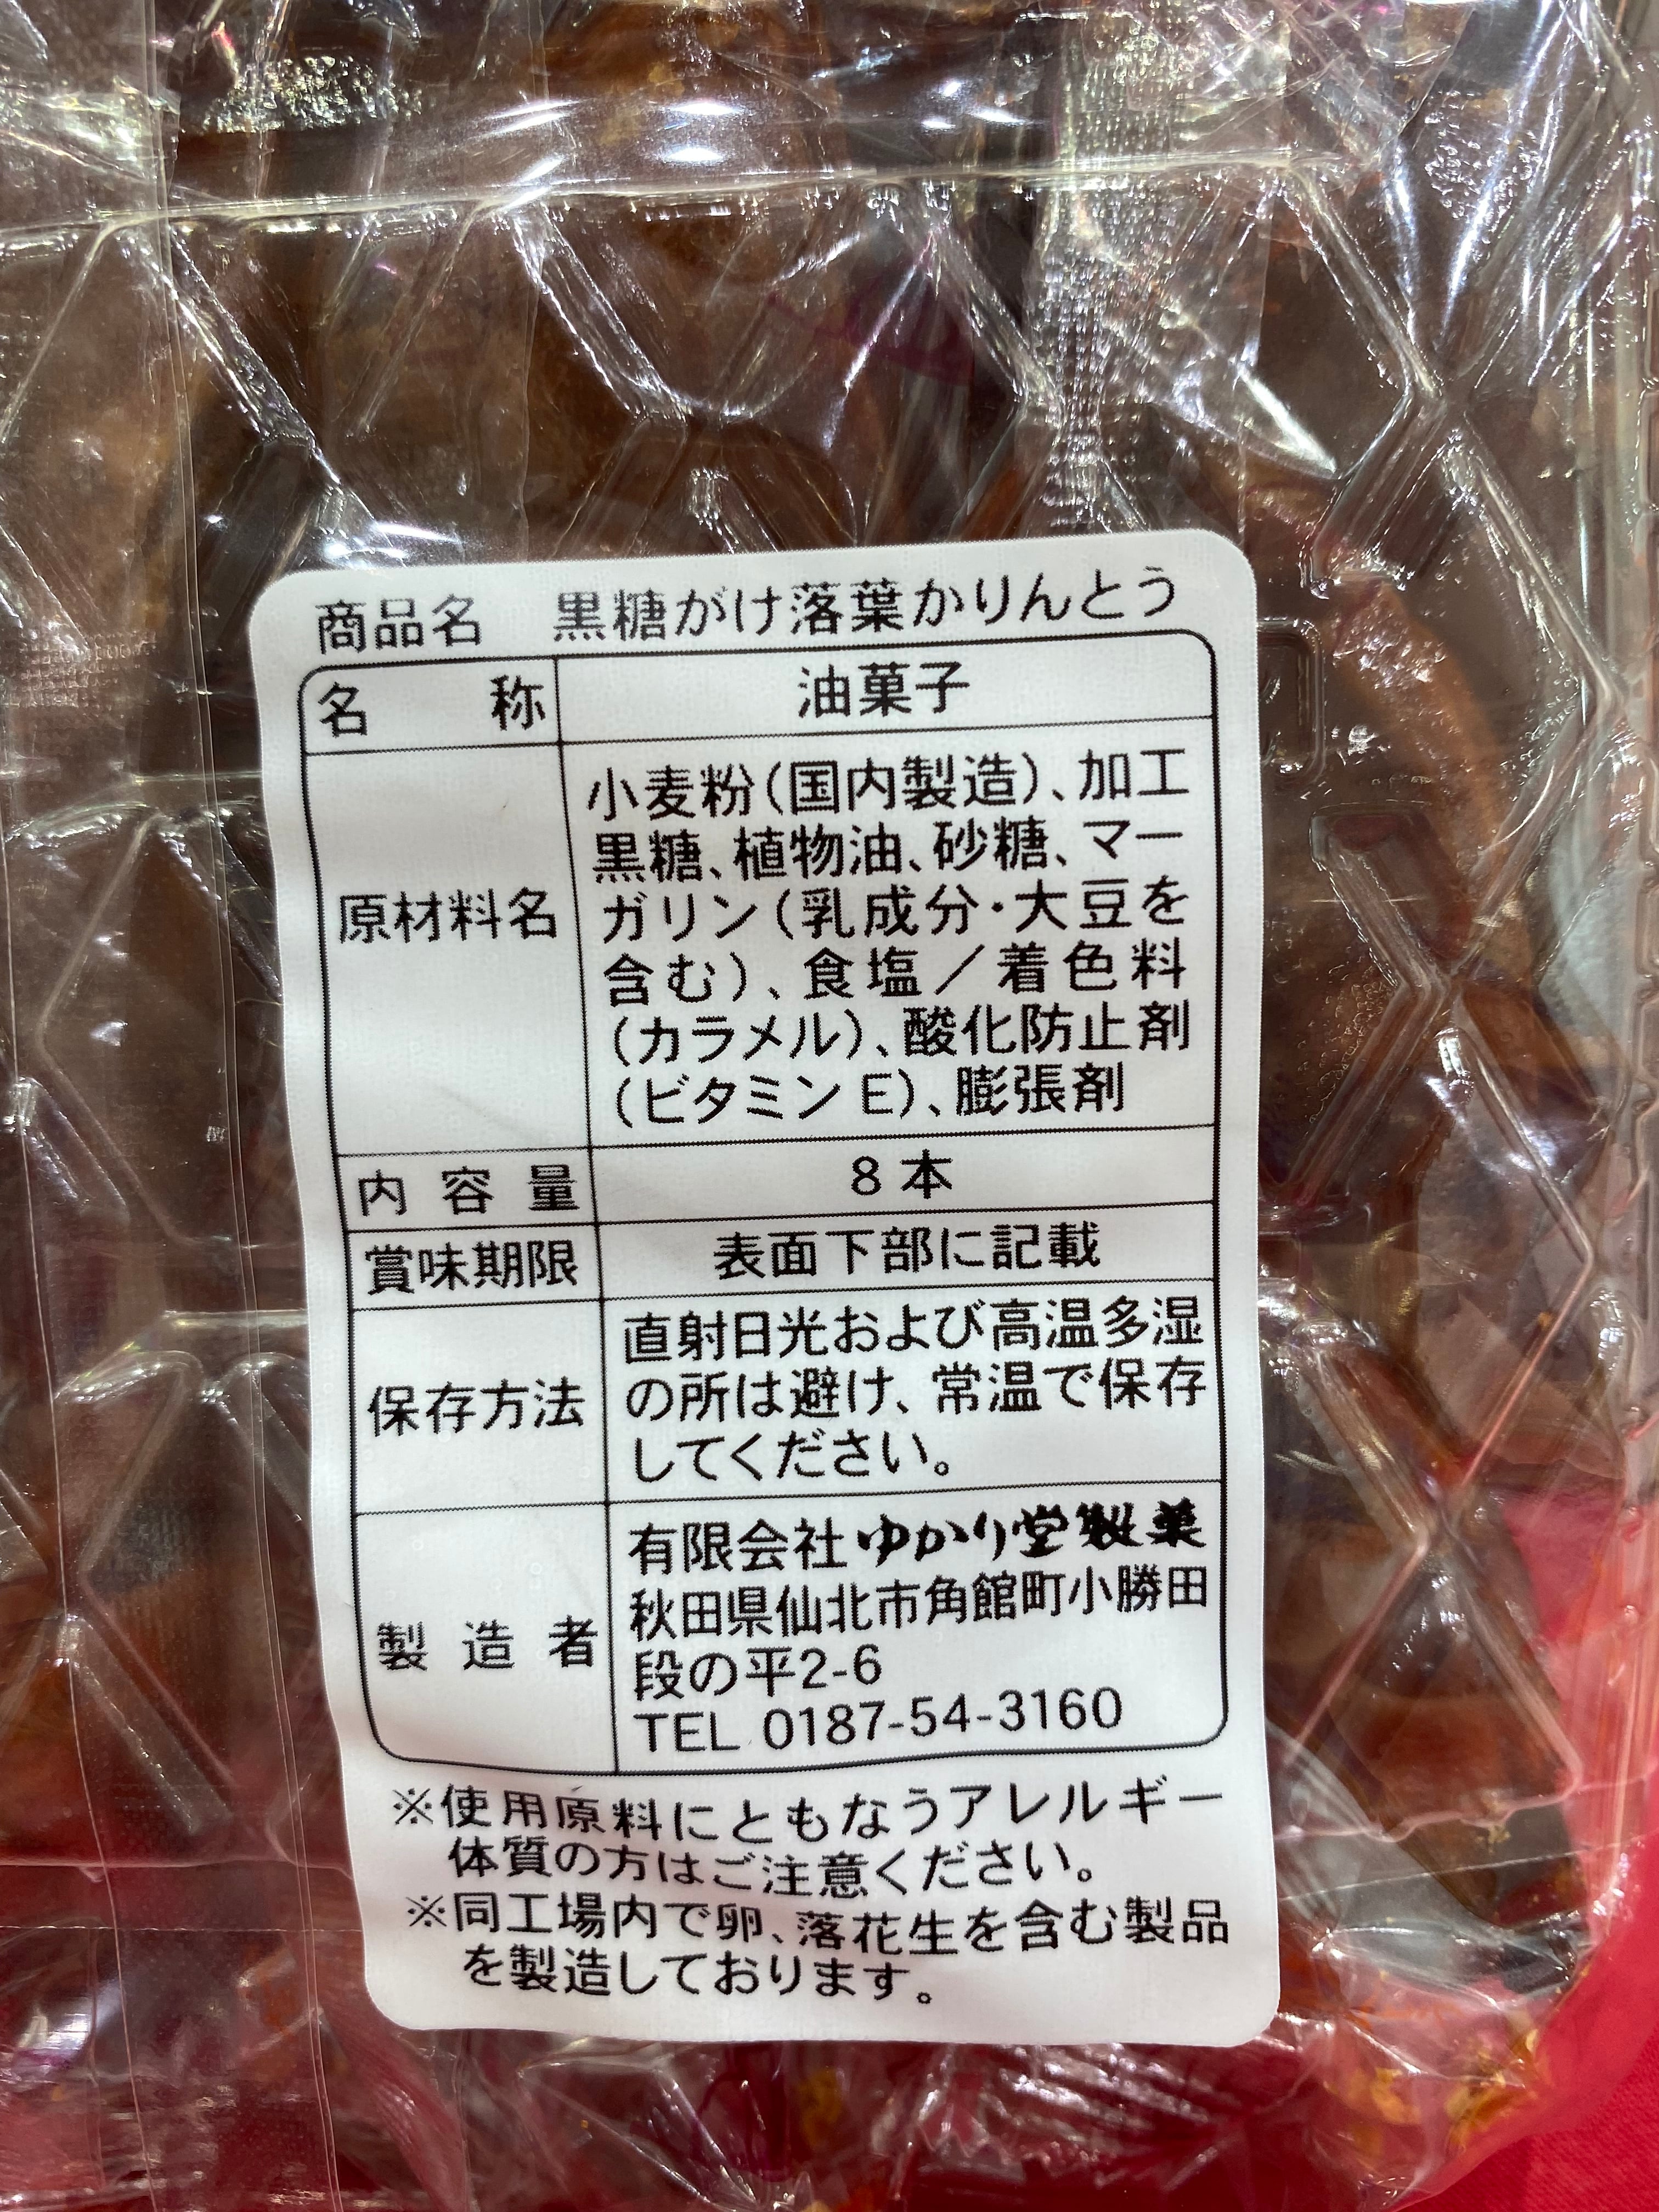 商品名 黒糖がけ落葉かりんとう
名称 油菓子
原材料名 小麦粉(国内製造)、加工
黒糖、植物油、砂糖、マー
ガリン(乳成分・大豆を
含む)、食塩/着色料
(カラメル)、酸化防止剤
(ビタミンE)、膨張剤
内容量 8本
賞味期限 表面下部に記載
保存方法 直射日光および高温多湿
の所は避け、常温で保存
してください。
製造者 有限会社ゆかり堂製菓
秋田県仙北市角館町小勝田
段の平2-6
TEL 0187-54-3160
※使用原料にともなうアレルギー
体質の方はご注意ください。
※同工場内で卵、落花生を含む製品
を製造しております。